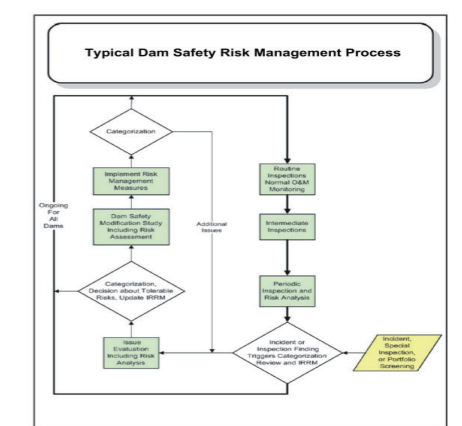 Typical Dam Safety Risk Management Process
Categorization
Implement Risk
Management
Measures
Routine
Inspections
Normal O&M
Monitoring
Ongoing
For
All
Dams
Dam Safety
Modification Study
Including Risk
Assessment
Additional
Issues
Intermediate
Inspections
Categorization,
Decision about Tolerable
Risks, Update IRRM
Periodic
Inspection and
Risk Analysis
Issue
Evaluation
Including Risk
Analysis
Incident or
Inspection Finding
Triggers Categorization
Review and IRRM
Incident,
Special
Inspection,
or Portfolio
Screening